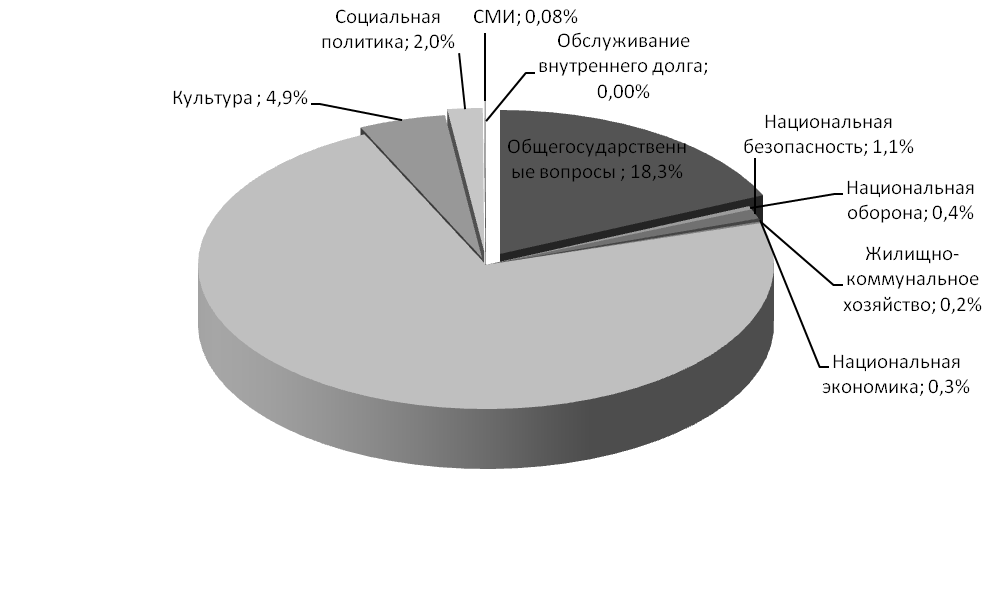 Социальная
политика; 2,0%
СМИ; 0,08%
Обслуживание
внутреннего долга;
0,00%
Культура ; 4,9%
Общегосударственн
ые вопросы ; 18,3%
Национальная
безопасность; 1,1%
Национальная
оборона; 0,4%
Жилищно-
коммунальное
хозяйство; 0,2%
Национальная
экономика; 0,3%